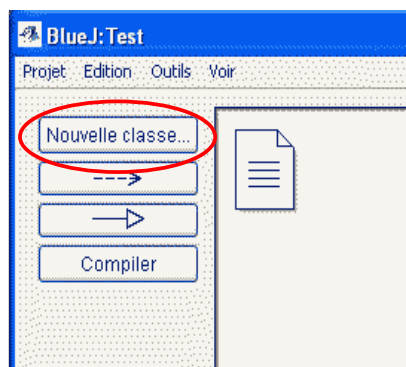 BlueJ:Test
Projet Edition Outils Voir
Nouvelle classe...
Compiler